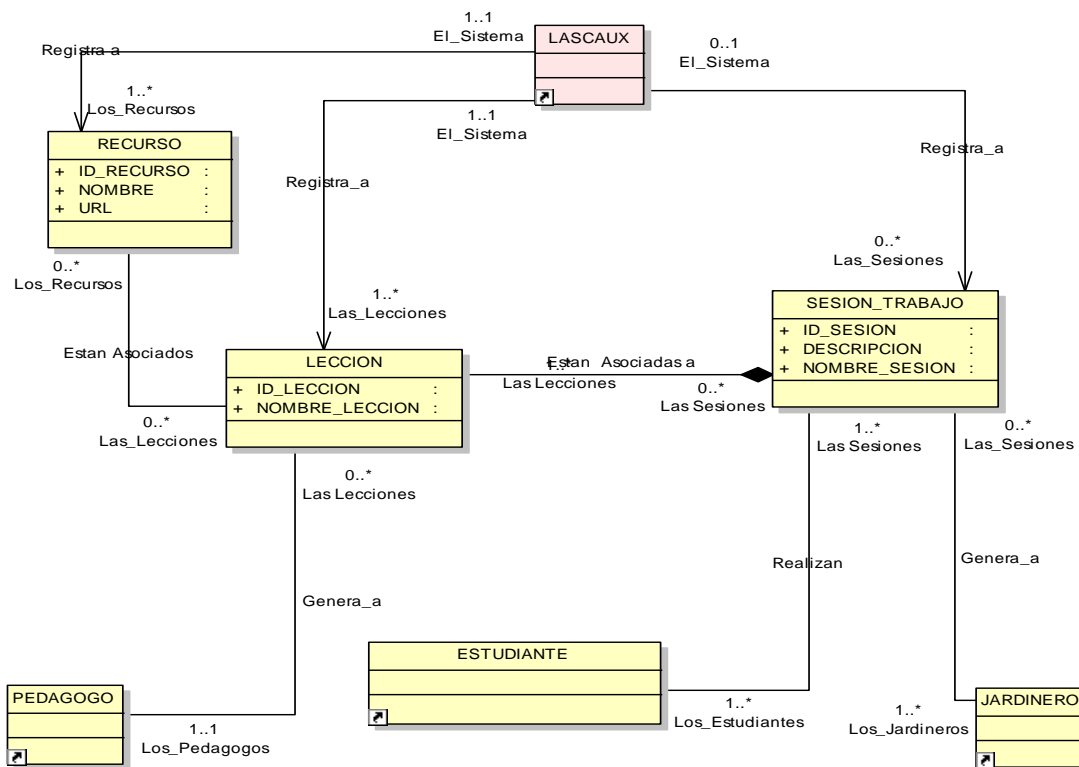 1..1
El_Sistema
LASCAUX
0..1
El_Sistema
Registra a
1..*
Los_Recursos
1..1
El_Sistema
RECURSO
+ ID_RECURSO :
+ NOMBRE :
+ URL :
Registra_a
Registra_a
0..*
Los_Recursos
0..*
Las_Sesiones
1..*
Las_Lecciones
SESION_TRABAJO
+ ID_SESION :
+ DESCRIPCION :
+ NOMBRE_SESION :
Estan Asociados
LECCION
+ ID_LECCION :
+ NOMBRE_LECCION :
Estan Asociadas a
1..*
Las Lecciones
0..*
Las Sesiones
0..*
Las_Lecciones
1..*
Las Sesiones
0..*
Las_Sesiones
0..*
Las Lecciones
Realizan
Genera_a
Genera_a
ESTUDIANTE
PEDAGOGO
1..1
Los_Pedagogos
1..*
Los_Estudiantes
1..*
Los_Jardineros
JARDINERO